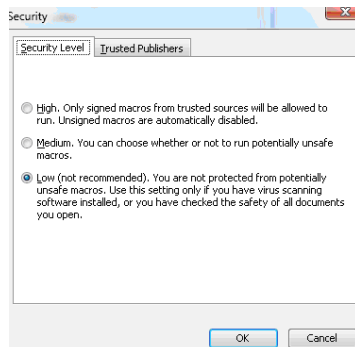 Security
Security Level Trusted Publishers
High. Only signed macros from trusted sources will be allowed to
run. Unsigned macros are automatically disabled.
Medium. You can choose whether or not to run potentially unsafe
macros.
Low (not recommended). You are not protected from potentially
unsafe macros. Use this setting only if you have virus scanning
software installed, or you have checked the safety of all documents
you open.
OK Cancel